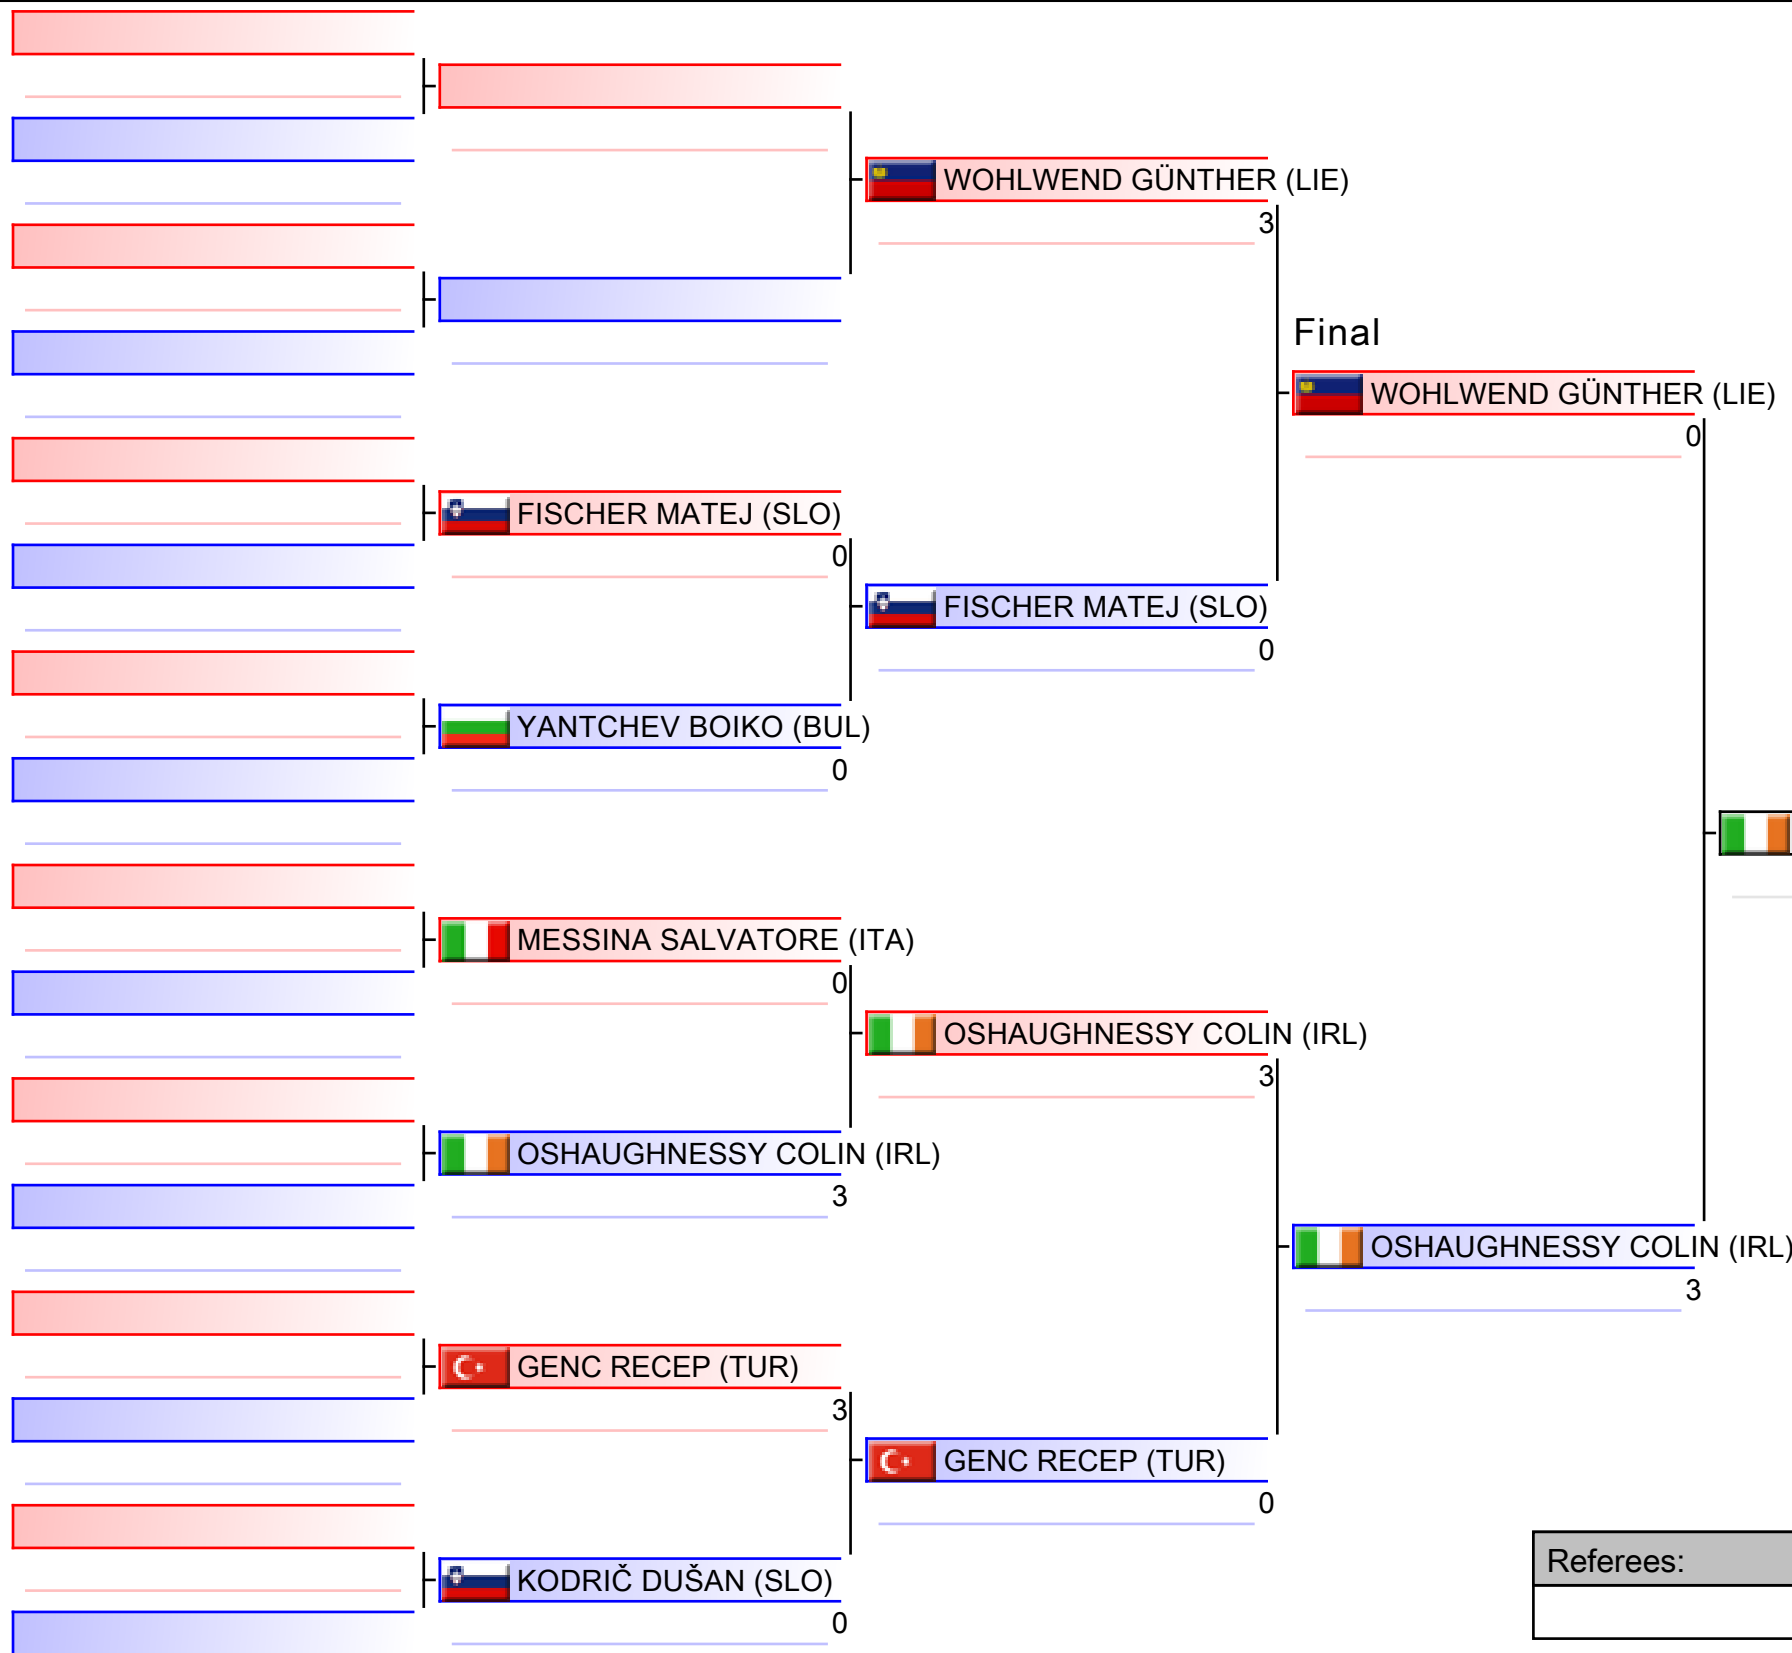 WOHLWEND GÜNTHER (LIE)
3
Final
WOHLWEND GÜNTHER (LIE)
0
FISCHER MATEJ (SLO)
0
FISCHER MATEJ (SLO)
0
YANTCHEV BOIKO (BUL)
0
MESSINA SALVATORE (ITA)
0
OSHAUGHNESSY COLIN (IRL)
3
OSHAUGHNESSY COLIN (IRL)
3
OSHAUGHNESSY COLIN (IRL)
3
GENC RECEP (TUR)
3
GENC RECEP (TUR)
0
KODRIČ DUŠAN (SLO)
0
Referees: